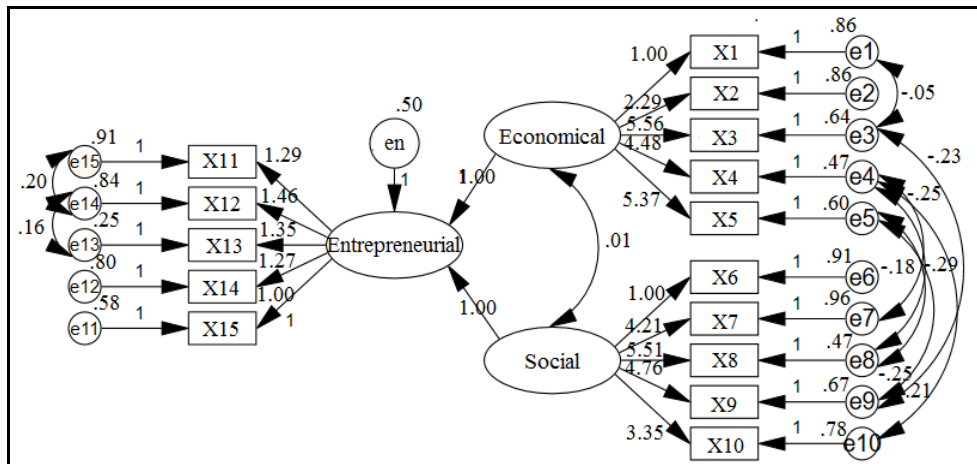 .86
1 e1
X1
1.00
.86
1 e2
X2
2.29
-.05
.64
1 e3
X3
5.56
-.23
.47
1 e4
X4
4.48
-.25
.60
1 e5
X5
5.37
Economical
.50
en
1
1.00
.91
e15 1 X11 1.29
.20
.84
e14 1 X12 1.46
.16
.25
e13 1 X13 1.35
Entrepreneurial
.80
e12 1 X14 1.27
.58
e11 1 X15 1.00
1
.01
1.00
Social
-.18 -.29
.91
1 e6
X6
1.00
.96
1 e7
X7
4.21
.47
1 e8
X8
5.51
-.25
.67
1 e9
X9
4.76
.21
.78
1 e10
X10
3.35